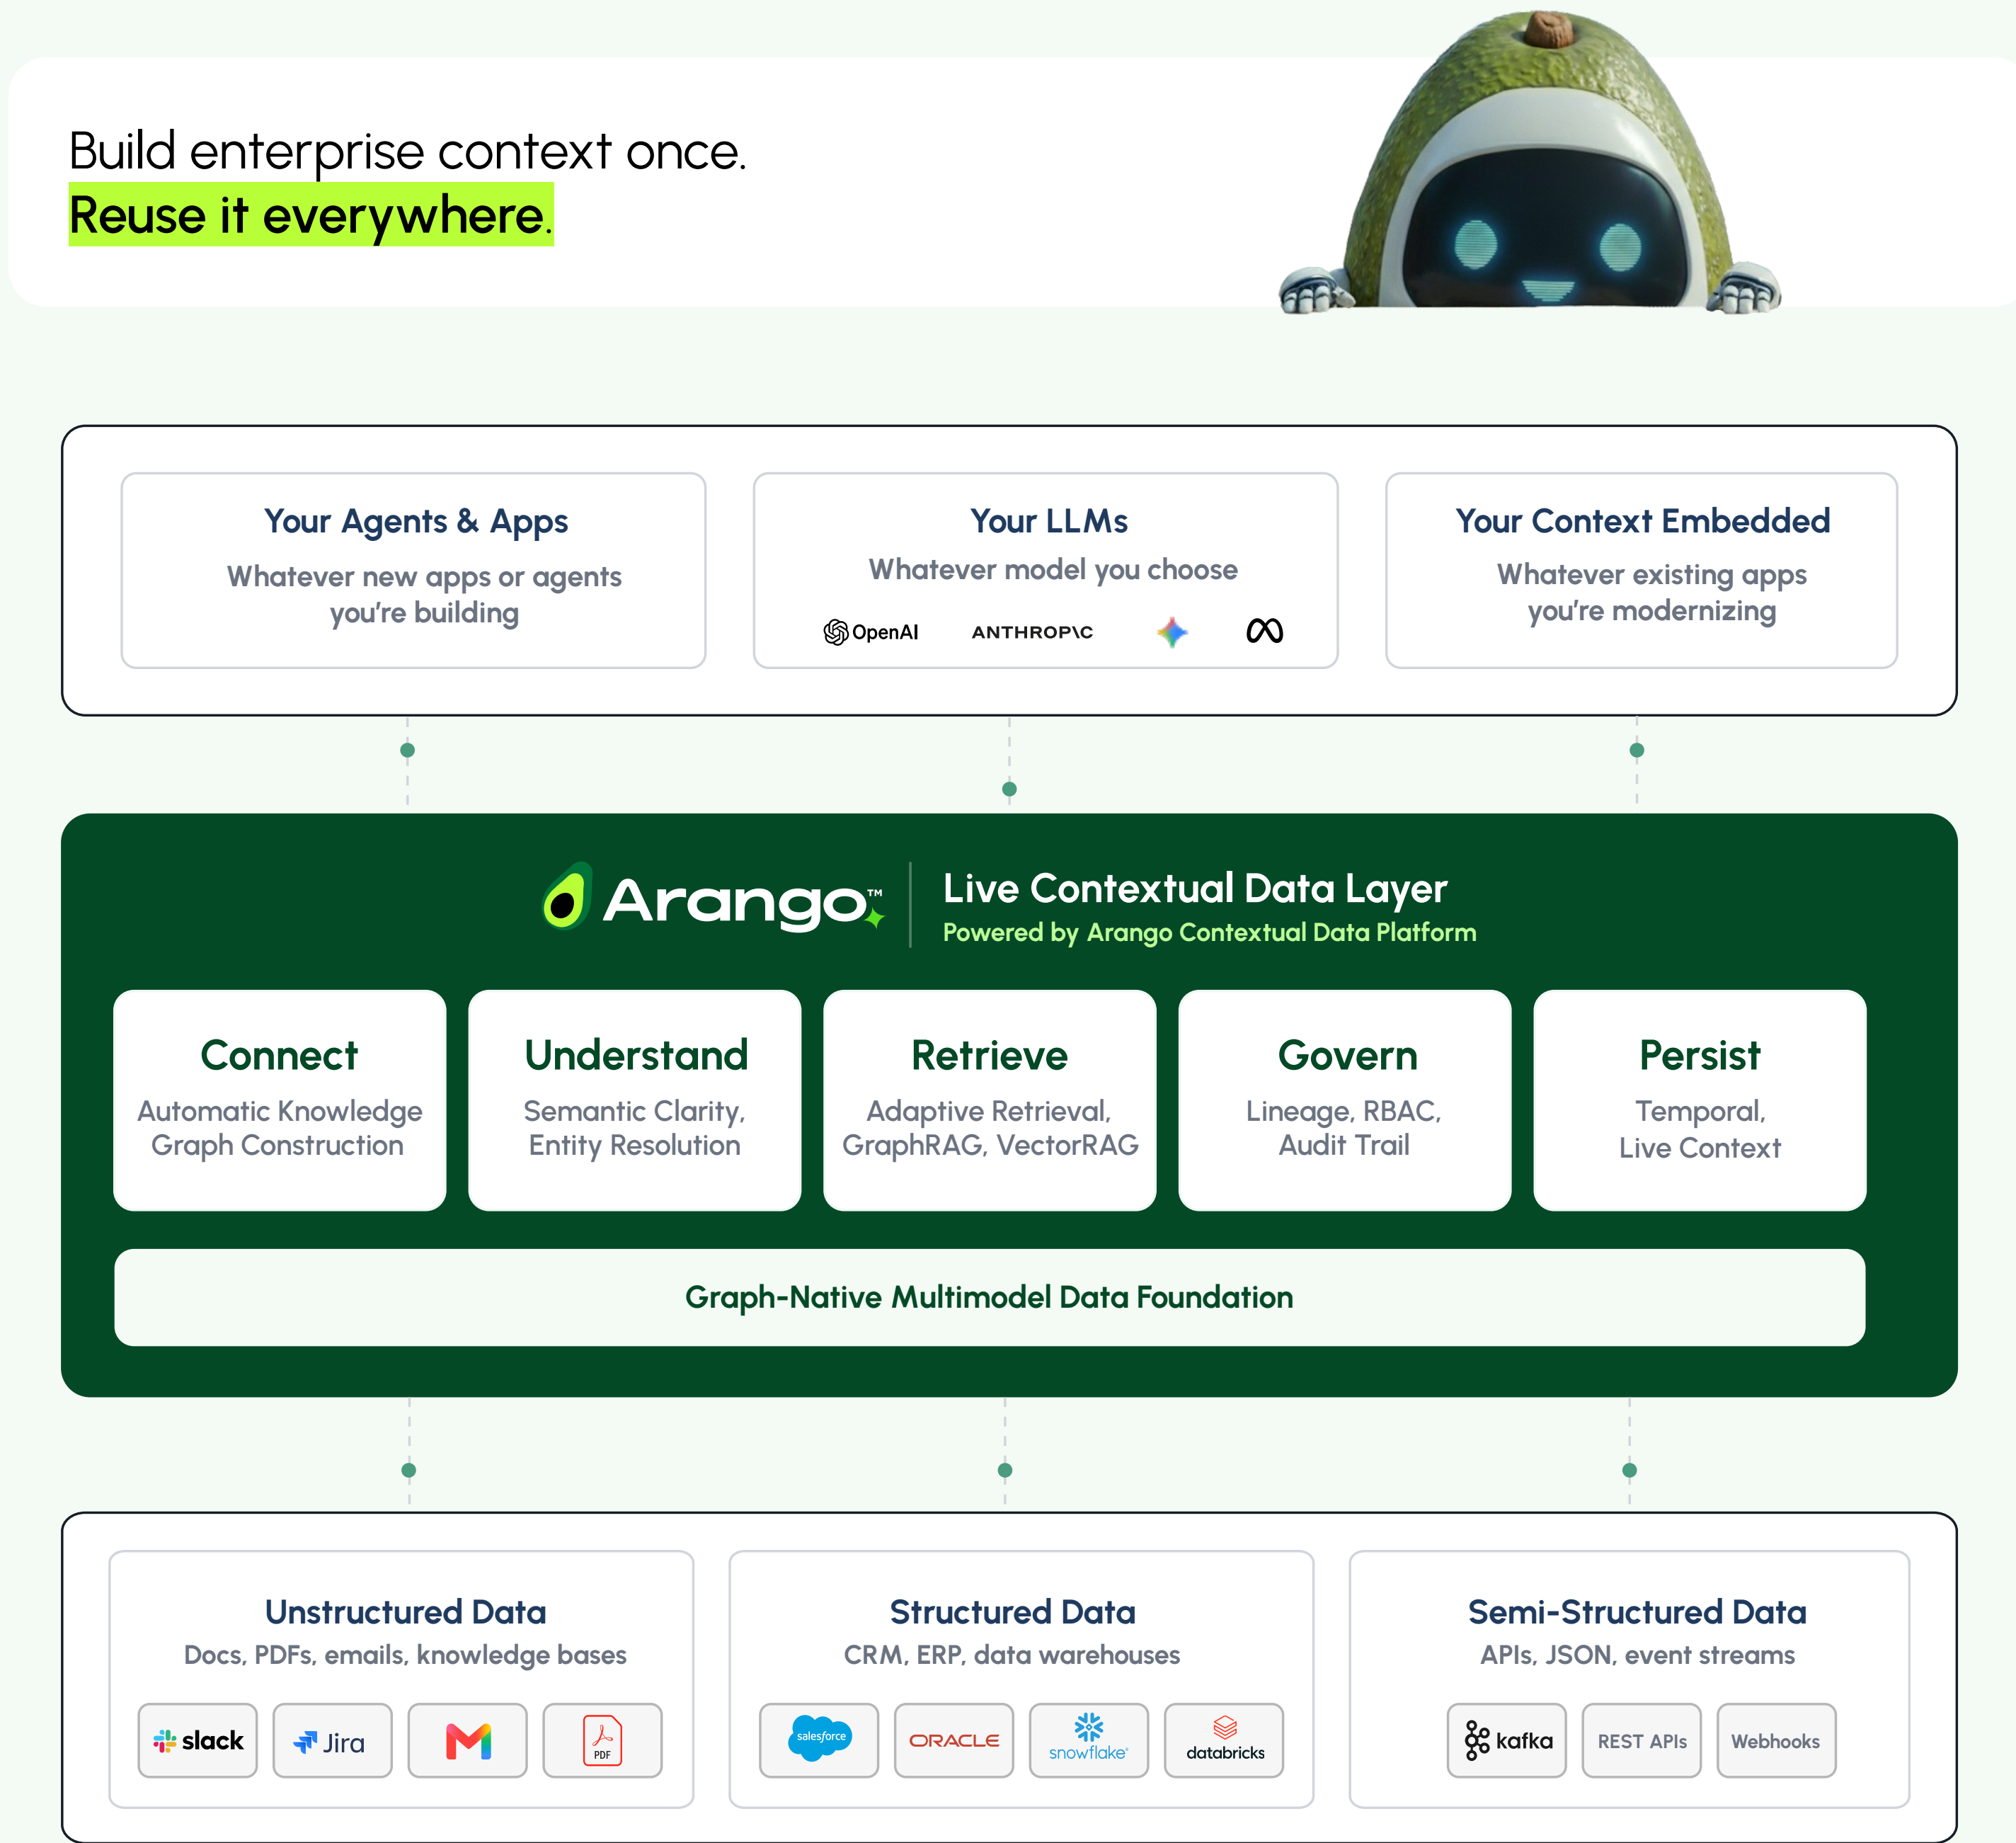 Build enterprise context once.
Reuse it everywhere.
Your Agents & Apps
Whatever new apps or agents
you're building
Your LLMs
Whatever model you choose
OpenAI
ANTHROP\C
Your Context Embedded
Whatever existing apps
you're modernizing
Arango™
Live Contextual Data Layer
Powered by Arango Contextual Data Platform
Connect
Automatic Knowledge
Graph Construction
Understand
Semantic Clarity,
Entity Resolution
Retrieve
Adaptive Retrieval,
GraphRAG, VectorRAG
Govern
Lineage, RBAC,
Audit Trail
Persist
Temporal,
Live Context
Graph-Native Multimodel Data Foundation
Unstructured Data
Docs, PDFs, emails, knowledge bases
slack
Jira
PDF
Structured Data
CRM, ERP, data warehouses
salesforce
ORACLE
snowflake®
databricks
Semi-Structured Data
APIs, JSON, event streams
kafka
REST APIs
Webhooks